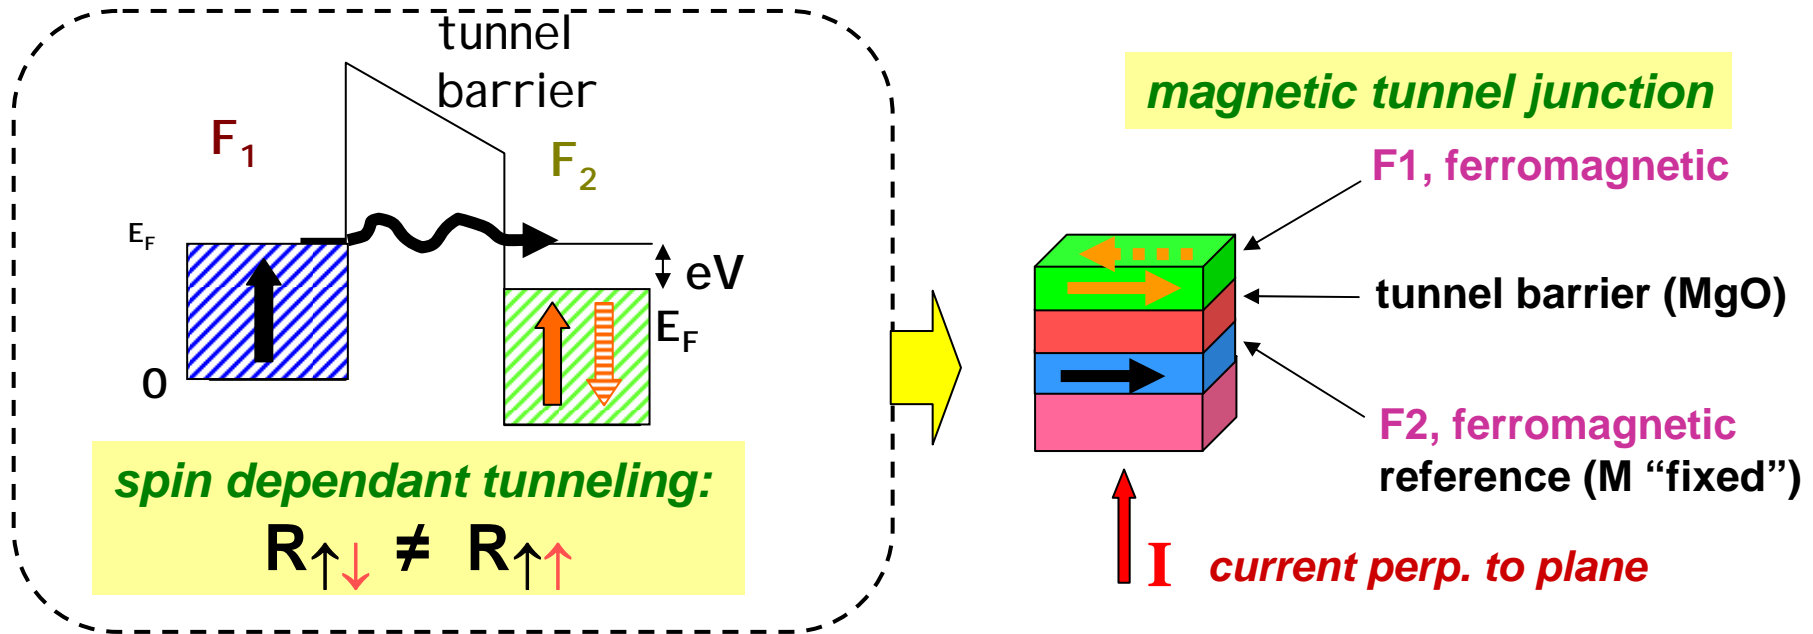 tunnel
barrier
F1
F2
EF
eV
EF
0
spin dependant tunneling:
R↑↓ ≠ R↑↑
magnetic tunnel junction
F1, ferromagnetic
tunnel barrier (MgO)
F2, ferromagnetic
reference (M “fixed”)
I current perp. to plane